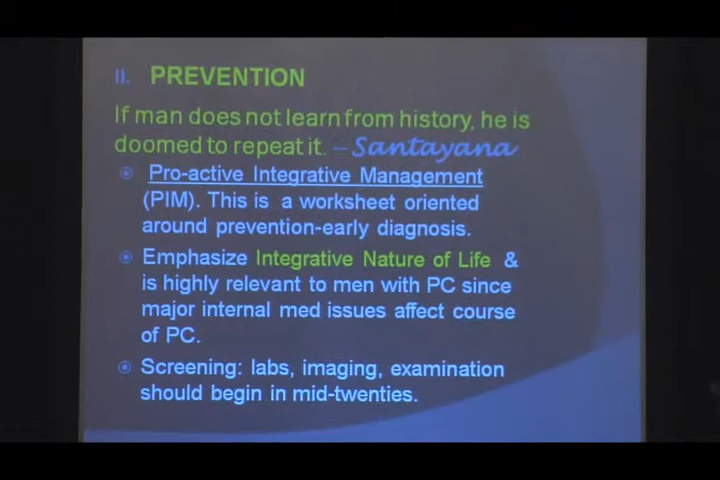 II. PREVENTION
If man does not learn from history, he is
doomed to repeat it. – Santayana
Pro-active Integrative Management
(PIM). This is a worksheet oriented
around prevention-early diagnosis.
Emphasize Integrative Nature of Life &
is highly relevant to men with PC since
major internal med issues affect course
of PC.
Screening: labs, imaging, examination
should begin in mid-twenties.